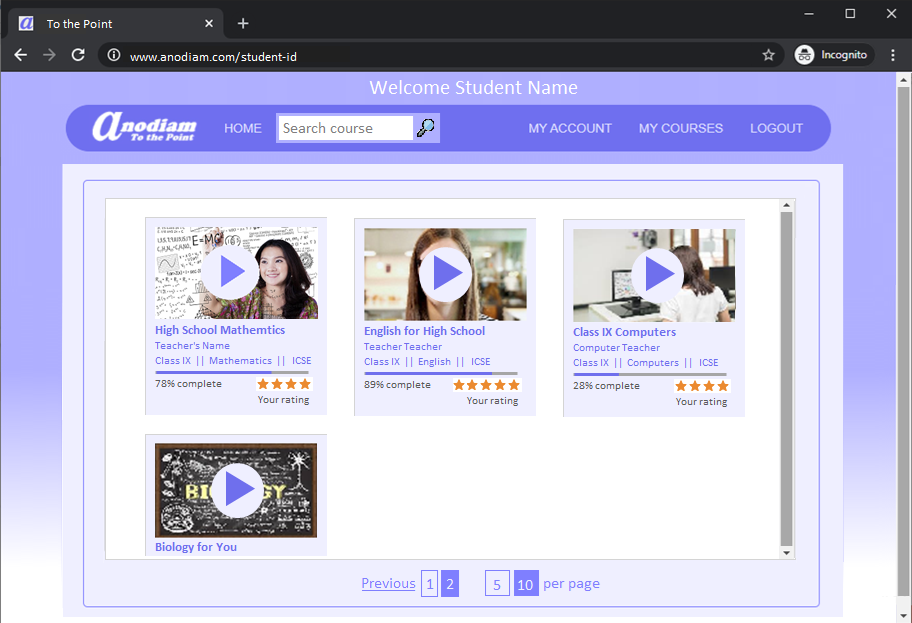 To the Point
www.anodiam.com/student-id
Incognito
Welcome Student Name
anodiam
To the Point
HOME
Search course
MY ACCOUNT
MY COURSES
LOGOUT
E=MC
High School Mathemtics
Teacher's Name
Class IX || Mathematics || ICSE
78% complete
Your rating
English for High School
Teacher Teacher
Class IX || English || ICSE
89% complete
Your rating
Class IX Computers
Computer Teacher
Class IX || Computers || ICSE
28% complete
Your rating
Biology for You
Previous 1 2 5 10 per page